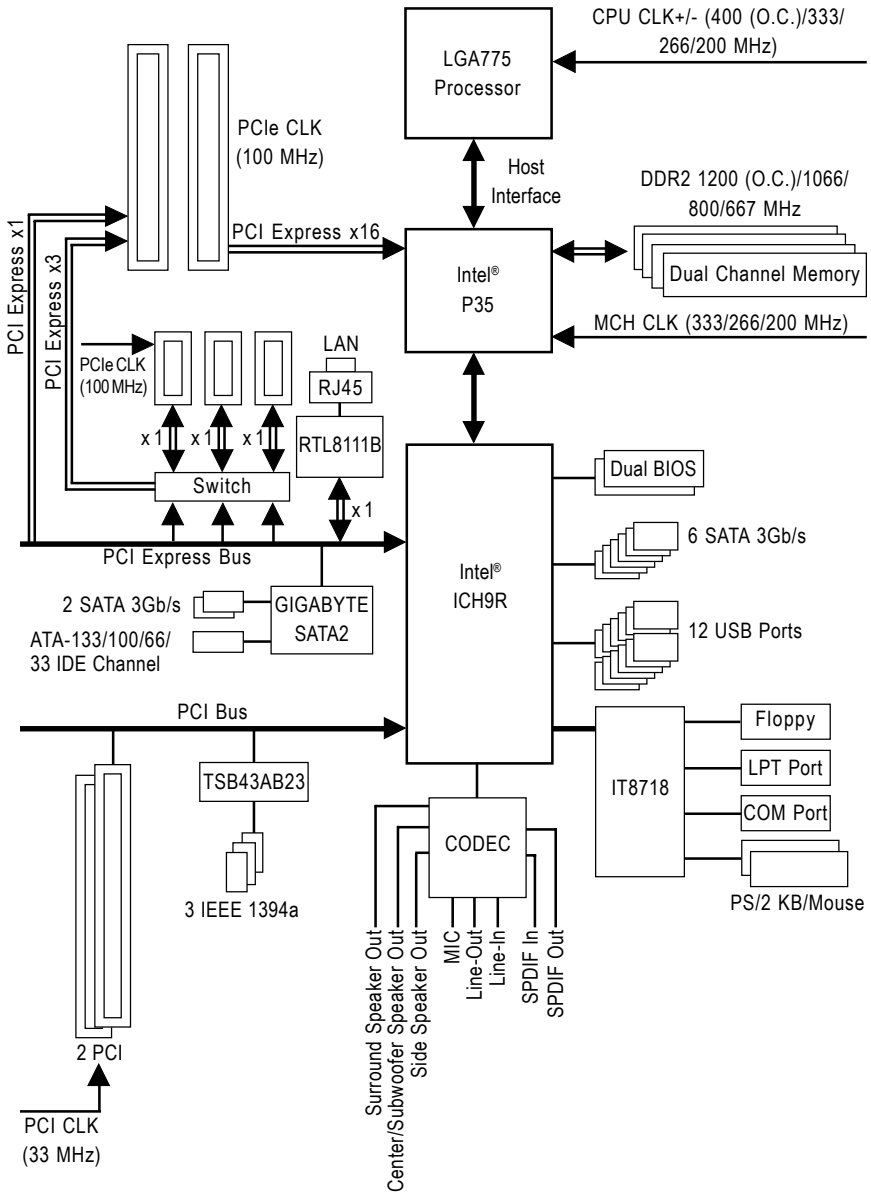 CPU CLK+/- (400 (O.C.)/333/
266/200 MHz)
LGA775
Processor
PCIe CLK
(100 MHz)
Host
Interface
DDR2 1200 (O.C.)/1066/
800/667 MHz
PCI Express x1
PCI Express x3
PCI Express x16
Intel®
P35
Dual Channel Memory
MCH CLK (333/266/200 MHz)
PCIe CLK
(100 MHz)
LAN
RJ45
RTL8111B
x 1
x 1
x 1
Switch
x 1
Dual BIOS
PCI Express Bus
6 SATA 3Gb/s
Intel®
ICH9R
2 SATA 3Gb/s
GIGABYTE
SATA2
ATA-133/100/66/
33 IDE Channel
12 USB Ports
PCI Bus
Floppy
TSB43AB23
IT8718
LPT Port
COM Port
CODEC
PS/2 KB/Mouse
3 IEEE 1394a
Surround Speaker Out
Center/Subwoofer Speaker Out
Side Speaker Out
MIC
Line-Out
Line-In
SPDIF In
SPDIF Out
2 PCI
PCI CLK
(33 MHz)